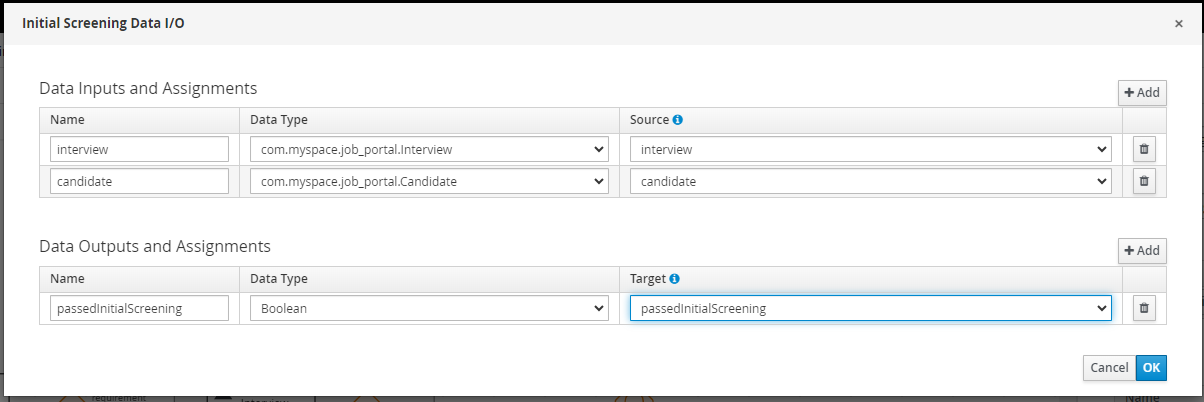 Initial Screening Data I/O
×
Data Inputs and Assignments
+ Add
Name Data Type Source
interview com.myspace.job_portal.Interview interview
candidate com.myspace.job_portal.Candidate candidate
Data Outputs and Assignments
+ Add
Name Data Type Target
passedInitialScreening Boolean passedInitialScreening
Cancel OK
requirement
Interview
Name